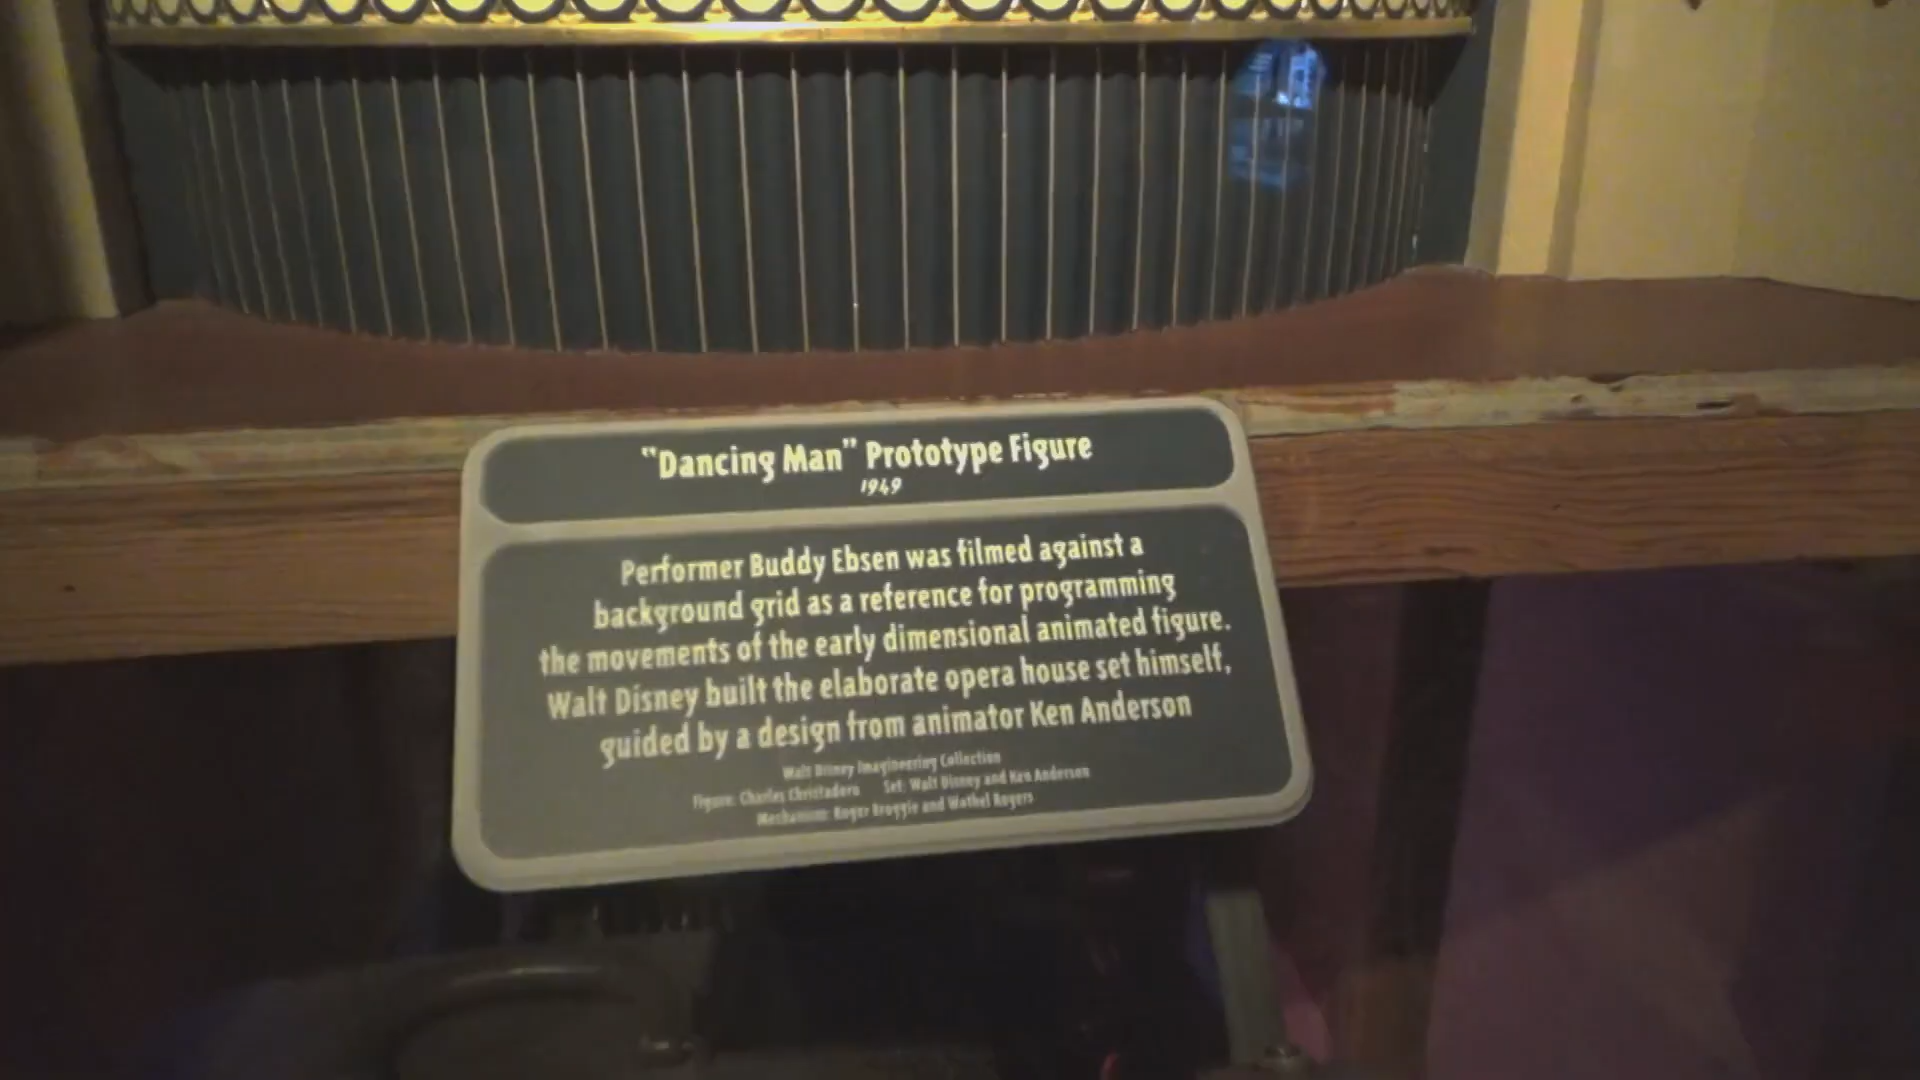 "Dancing Man" Prototype Figure
1949
Performer Buddy Ebsen was filmed against a
background grid as a reference for programming
the movements of the early dimensional animated figure.
Walt Disney built the elaborate opera house set himself,
guided by a design from animator Ken Anderson
Walt Disney Imagineering Collection
Figure: Charles Christadoro Set: Walt Disney and Ken Anderson
Mechanism: Roger Broggie and Wathel Rogers